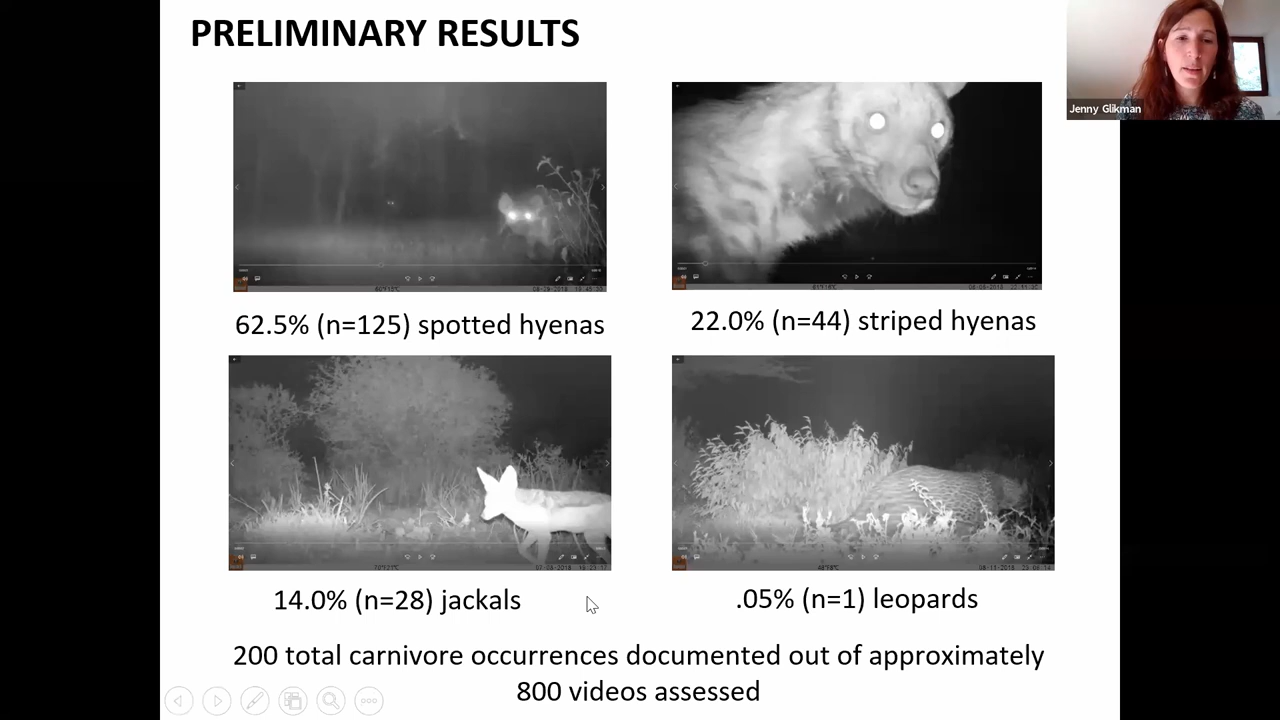 PRELIMINARY RESULTS
Jenny Glikman
62.5% (n=125) spotted hyenas
22.0% (n=44) striped hyenas
14.0% (n=28) jackals
.05% (n=1) leopards
200 total carnivore occurrences documented out of approximately
800 videos assessed